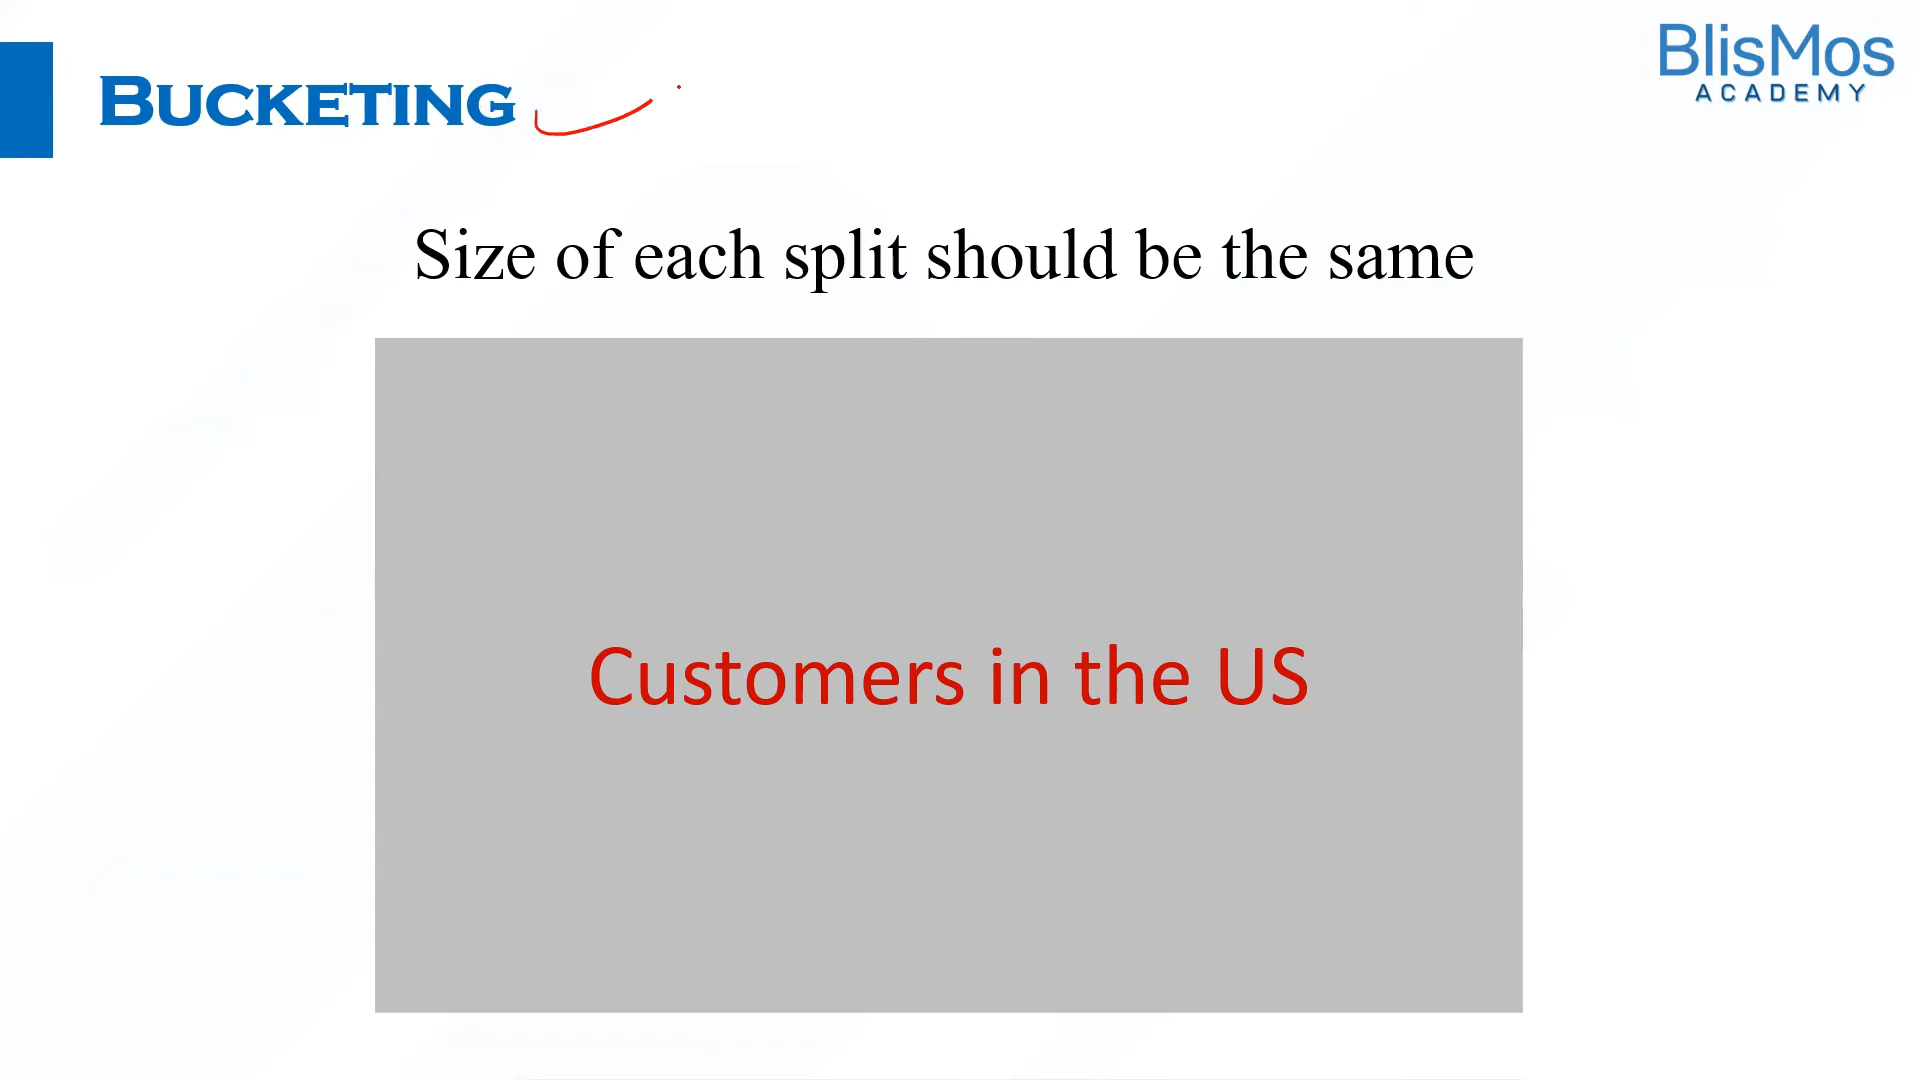 BlisMos
ACADEMY
BUCKETING
Size of each split should be the same
Customers in the US